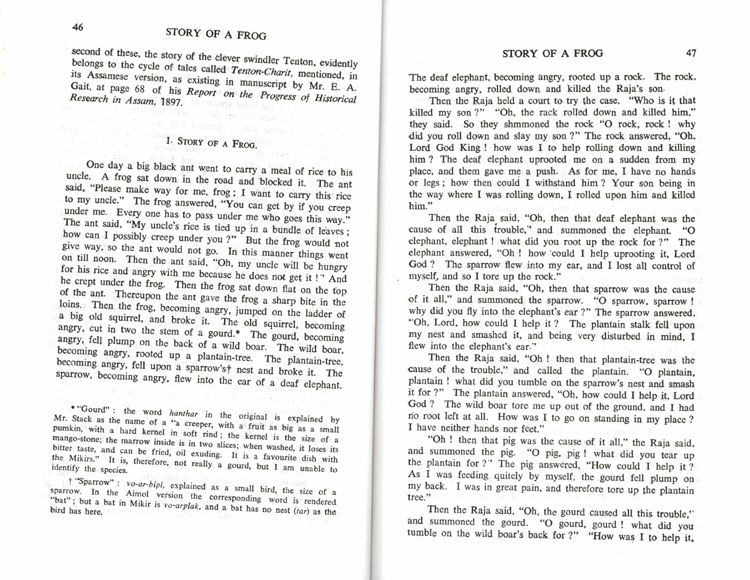 46
STORY OF A FROG
second of these, the story of the clever swindler Tenton, evidently
belongs to the cycle of tales called Tenton-Charit, mentioned, in
its Assamese version, as existing in manuscript by Mr. E. A.
Gait, at page 68 of his Report on the Progress of Historical
Research in Assam, 1897.
1. STORY OF A FROG.
One day a big black ant went to carry a meal of rice to his
uncle. A frog sat down in the road and blocked it. The ant
said, "Please make way for me, frog ; I want to carry this rice
to my uncle." The frog answered, "You can get by if you creep
under me. Every one has to pass under me who goes this way."
The ant said, "My uncle's rice is tied up in a bundle of leaves ;
how can I possibly creep under you ?" But the frog would not
give way, so the ant would not go. In this manner things went
on till noon. Then the ant said, "Oh, my uncle will be hungry
for his rice and angry with me because he does not get it !" And
he crept under the frog. Then the frog sat down flat on the top
of the ant. Thereupon the ant gave the frog a sharp bite in the
loins. Then the frog, becoming angry, jumped on the ladder of
a big old squirrel, and broke it. The old squirrel, becoming
angry, cut in two the stem of a gourd.* The gourd, becoming
angry, fell plump on the back of a wild boar. The wild boar,
becoming angry, rooted up a plantain-tree. The plantain-tree,
becoming angry, fell upon a sparrow's† nest and broke it. The
sparrow, becoming angry, flew into the ear of a deaf elephant.
* "Gourd" : the word hanthar in the original is explained by
Mr. Stack as the name of a "a creeper, with a fruit as big as a small
pumkin, with a hard kernel in soft rind ; the kernel is the size of a
mango-stone; the marrow inside is in two slices; when washed, it loses its
bitter taste, and can be fried, oil exuding. It is a favourite dish with
the Mikirs." It is, therefore, not really a gourd, but I am unable to
identify the species.
† "Sparrow" : vo-ar-bipi, explained as a small bird, the size of a
sparrow. In the Aimol version the corresponding word is rendered
"bat" ; but a bat in Mikir is vo-arplak, and a bat has no nest (tar) as the
bird has here.
STORY OF A FROG
47
The deaf elephant, becoming angry, rooted up a rock. The rock,
becoming angry, rolled down and killed the Raja's son.
Then the Raja held a court to try the case. "Who is it that
killed my son ?" "Oh, the rack rolled down and killed him,"
they said. So they shmmoned the rock "O rock, rock ! why
did you roll down and slay my son ?" The rock answered, "Oh,
Lord God King ! how was I to help rolling down and killing
him ? The deaf elephant uprooted me on a sudden from my
place, and them gave me a push. As for me, I have no hands
or legs ; how then could I withstand him ? Your son being in
the way where I was rolling down, I rolled upon him and killed
him."
Then the Raja said, "Oh, then that deaf elephant was the
cause of all this trouble," and summoned the elephant. "O
elephant, elephant ! what did you root up the rock for ?" The
elephant answered, "Oh ! how could I help uprooting it, Lord
God ? The sparrow flew into my ear, and I lost all control of
myself, and so I tore up the rock."
Then the Raja said, "Oh, then that sparrow was the cause
of it all," and summoned the sparrow. "O sparrow, sparrow !
why did you fly into the elephant's ear ?" The sparrow answered,
"Oh, Lord, how could I help it ? The plantain stalk fell upon
my nest and smashed it, and being very disturbed in mind, I
flew into the elephant's ear."
Then the Raja said, "Oh ! then that plantain-tree was the
cause of the trouble," and called the plantain. "O plantain,
plantain ! what did you tumble on the sparrow's nest and smash
it for ?" The plantain answered, "Oh, how could I help it, Lord
God ? The wild boar tore me up out of the ground, and I had
no root left at all. How was I to go on standing in my place ?
I have neither hands nor feet."
"Oh ! then that pig was the cause of it all," the Raja said,
and summoned the pig. "O pig, pig ! what did you tear up
the plantain for ?" The pig answered, "How could I help it ?
As I was feeding quitely by myself, the gourd fell plump on
my back. I was in great pain, and therefore tore up the plantain
tree."
Then the Raja said, "Oh, the gourd caused all this trouble,"
and summoned the gourd. "O gourd, gourd ! what did you
tumble on the wild boar's back for ?" "How was I to help it,